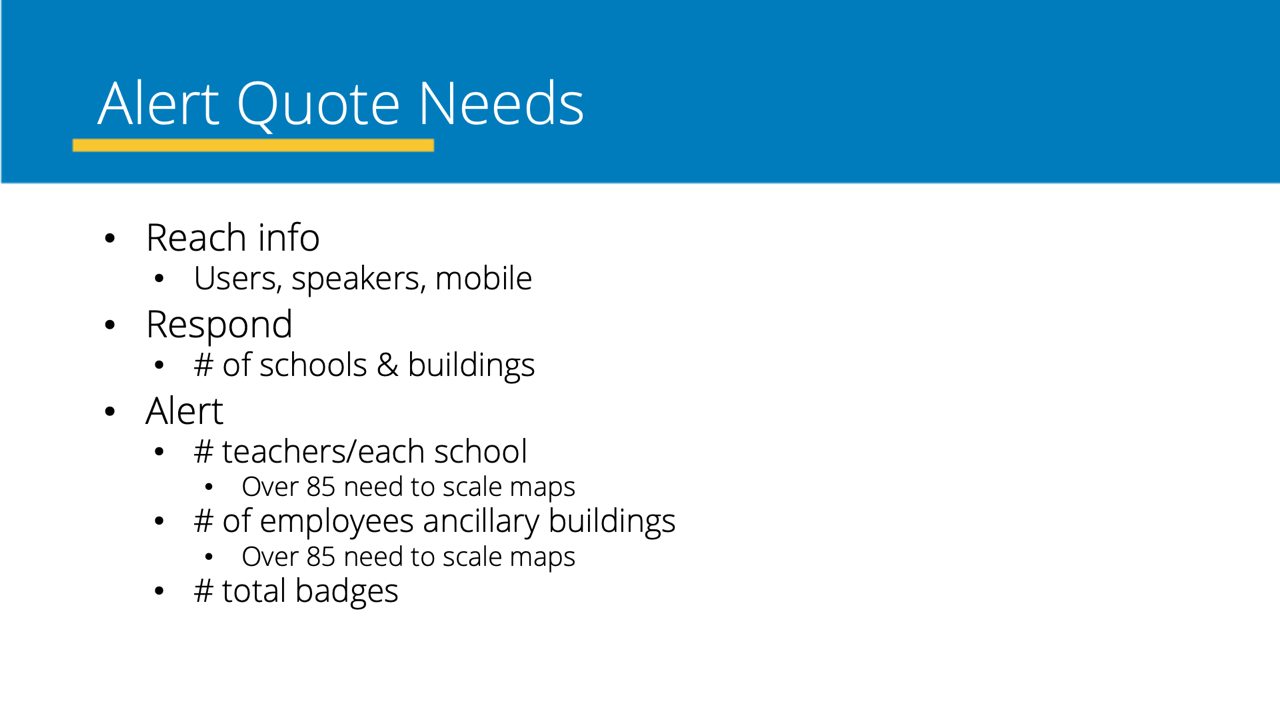 Alert Quote Needs
• Reach info
• Users, speakers, mobile
• Respond
• # of schools & buildings
• Alert
• # teachers/each school
• Over 85 need to scale maps
• # of employees ancillary buildings
• Over 85 need to scale maps
• # total badges